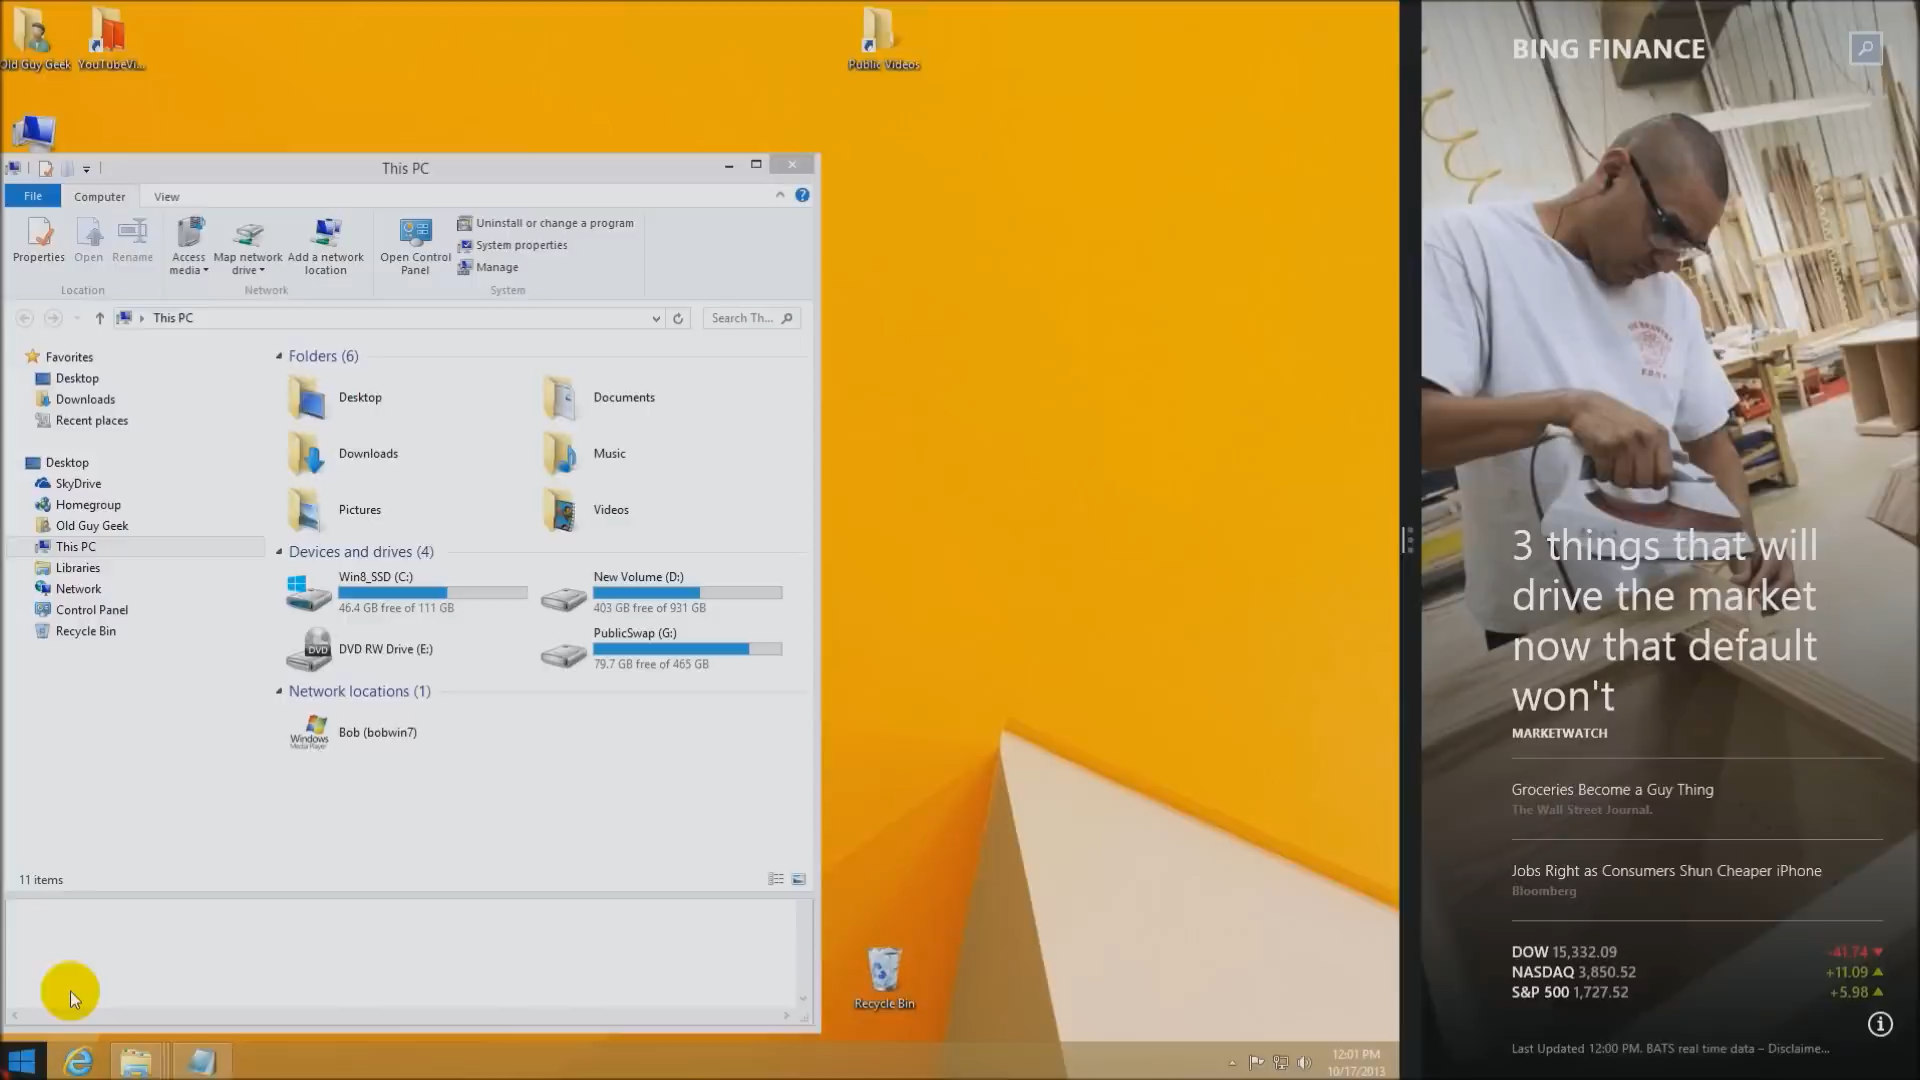 Old Guy Geek
YouTubeVi...
Public Videos
This PC
File
Computer
View
Properties
Open
Rename
Location
Access
media
Map network
drive
Add a network
location
Network
Open Control
Panel
Uninstall or change a program
System properties
Manage
System
This PC
Search Th...
Favorites
Desktop
Downloads
Recent places
Desktop
SkyDrive
Homegroup
Old Guy Geek
This PC
Libraries
Network
Control Panel
Recycle Bin
Folders (6)
Desktop
Documents
Downloads
Music
Pictures
Videos
Devices and drives (4)
Win8_SSD (C:)
46.4 GB free of 111 GB
New Volume (D:)
403 GB free of 931 GB
DVD
DVD RW Drive (E:)
PublicSwap (G:)
79.7 GB free of 465 GB
Network locations (1)
Windows
Media Player
Bob (bobwin7)
11 items
Recycle Bin
12:01 PM
10/17/2013
BING FINANCE
3 things that will
drive the market
now that default
won't
MARKETWATCH
Groceries Become a Guy Thing
The Wall Street Journal.
Jobs Right as Consumers Shun Cheaper iPhone
Bloomberg
DOW 15,332.09 -41.74
NASDAQ 3,850.52 +11.09
S&P 500 1,727.52 +5.98
Last Updated 12:00 PM. BATS real time data – Disclaime...